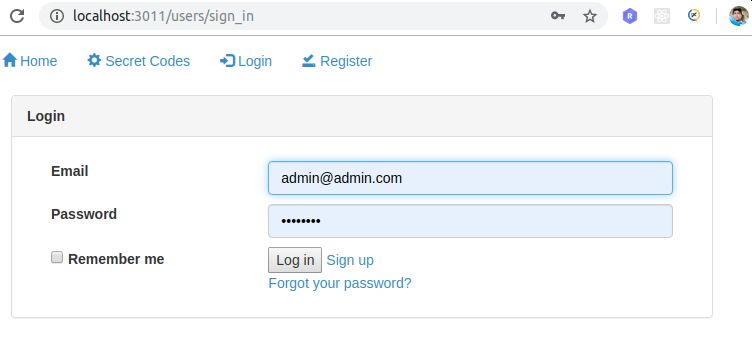 localhost:3011/users/sign_in
Home Secret Codes Login Register
Login
Email admin@admin.com
Password ••••••••
Remember me Log in Sign up
Forgot your password?